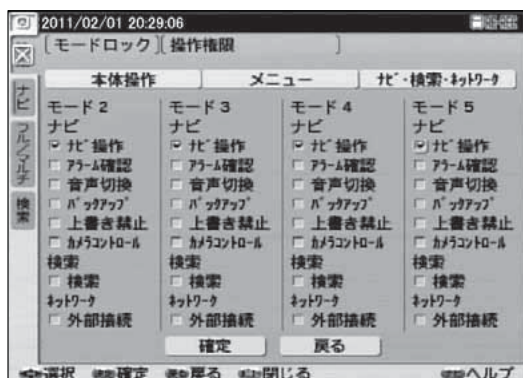 2011/02/01 20:29:06
[モードロック][操作権限 ]
本体操作 メニュー ﾅﾋﾞ・検索・ﾈｯﾄﾜｰｸ
ナビ
フル/マルチ
検索
モード2 モード3 モード4 モード5
ナビ ナビ ナビ ナビ
ﾅﾋﾞ操作 ﾅﾋﾞ操作 ﾅﾋﾞ操作 ﾅﾋﾞ操作
ｱﾗｰﾑ確認 ｱﾗｰﾑ確認 ｱﾗｰﾑ確認 ｱﾗｰﾑ確認
音声切換 音声切換 音声切換 音声切換
ﾊﾞｯｸｱｯﾌﾟ ﾊﾞｯｸｱｯﾌﾟ ﾊﾞｯｸｱｯﾌﾟ ﾊﾞｯｸｱｯﾌﾟ
上書き禁止 上書き禁止 上書き禁止 上書き禁止
ｶﾒﾗｺﾝﾄﾛｰﾙ ｶﾒﾗｺﾝﾄﾛｰﾙ ｶﾒﾗｺﾝﾄﾛｰﾙ ｶﾒﾗｺﾝﾄﾛｰﾙ
検索 検索 検索 検索
検索 検索 検索 検索
ﾈｯﾄﾜｰｸ ﾈｯﾄﾜｰｸ ﾈｯﾄﾜｰｸ ﾈｯﾄﾜｰｸ
外部接続 外部接続 外部接続 外部接続
確定 戻る
選択 確定 戻る 閉じる ヘルプ